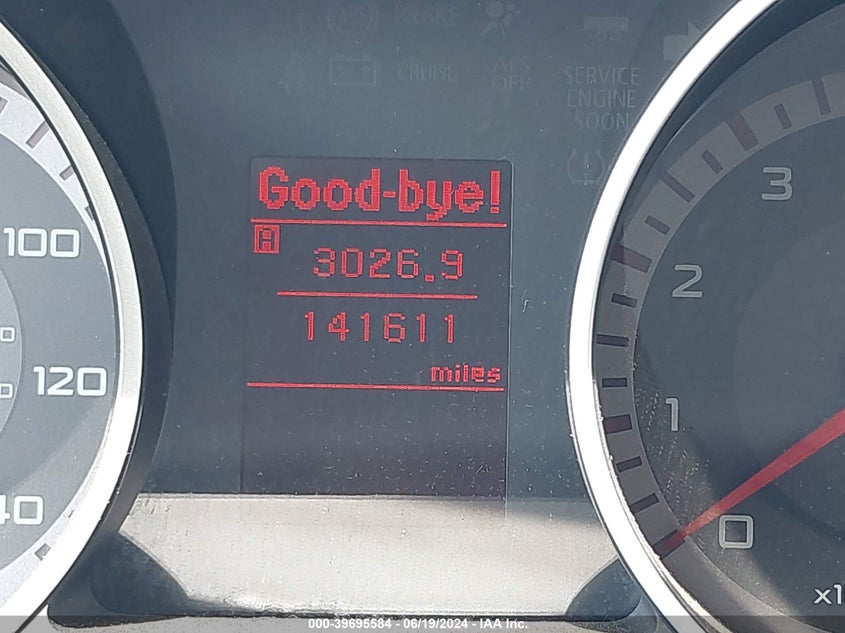 BRAKE
CRUISE
AFS
OFF
SERVICE
ENGINE
SOON
Good-bye!
A
3026.9
141611
miles
100
120
40
3
2
1
0
x1
000-39695584 - 06/19/2024 - IAA Inc.